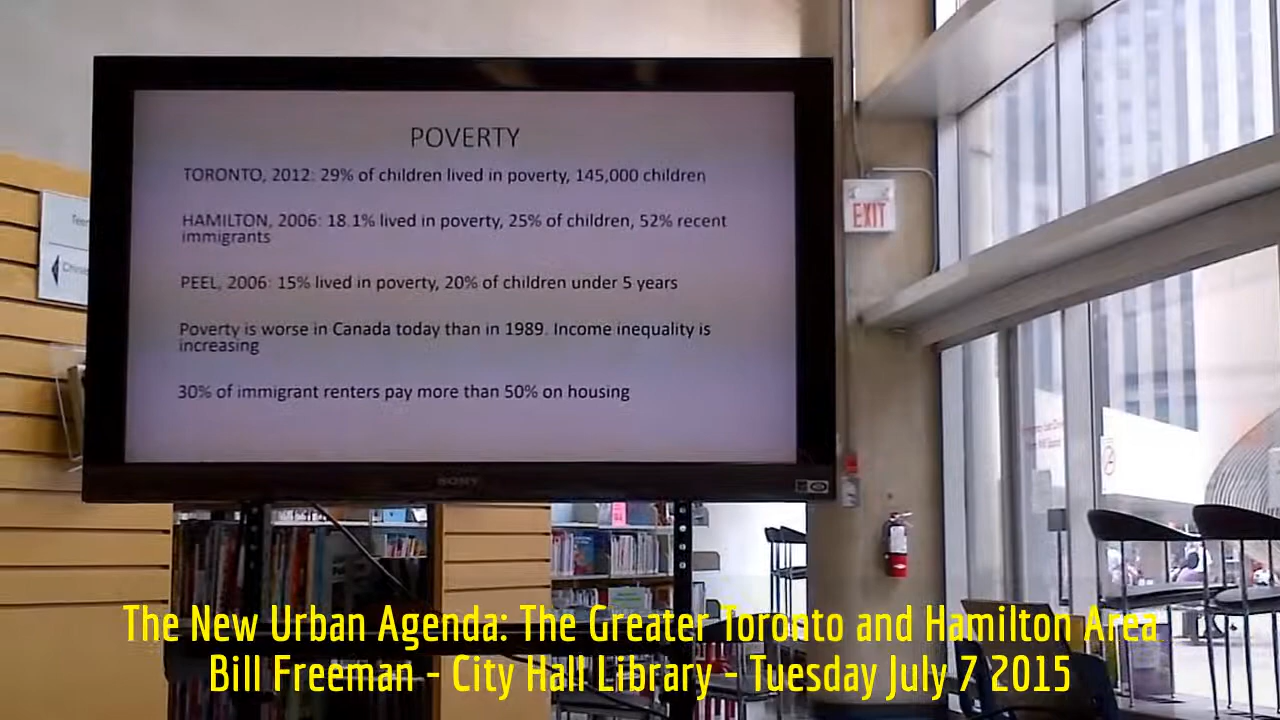 POVERTY
TORONTO, 2012: 29% of children lived in poverty, 145,000 children
HAMILTON, 2006: 18.1% lived in poverty, 25% of children, 52% recent
immigrants
PEEL, 2006: 15% lived in poverty, 20% of children under 5 years
Poverty is worse in Canada today than in 1989. Income inequality is
increasing
30% of immigrant renters pay more than 50% on housing
SONY
EXIT
The New Urban Agenda: The Greater Toronto and Hamilton Area
Bill Freeman - City Hall Library - Tuesday July 7 2015